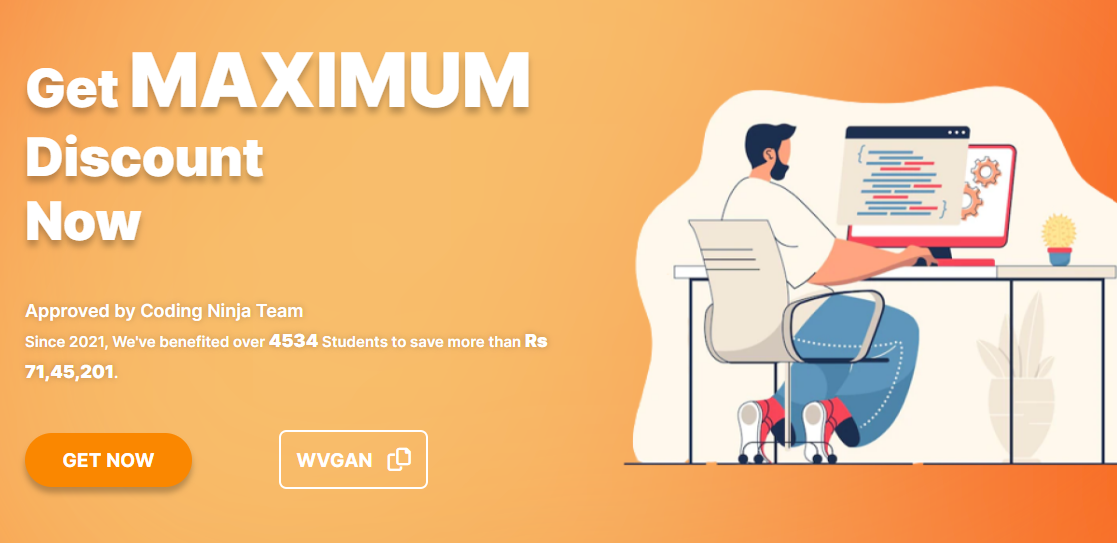 Get MAXIMUM
Discount
Now
Approved by Coding Ninja Team
Since 2021, We've benefited over 4534 Students to save more than Rs
71,45,201.
GET NOW
WVGAN